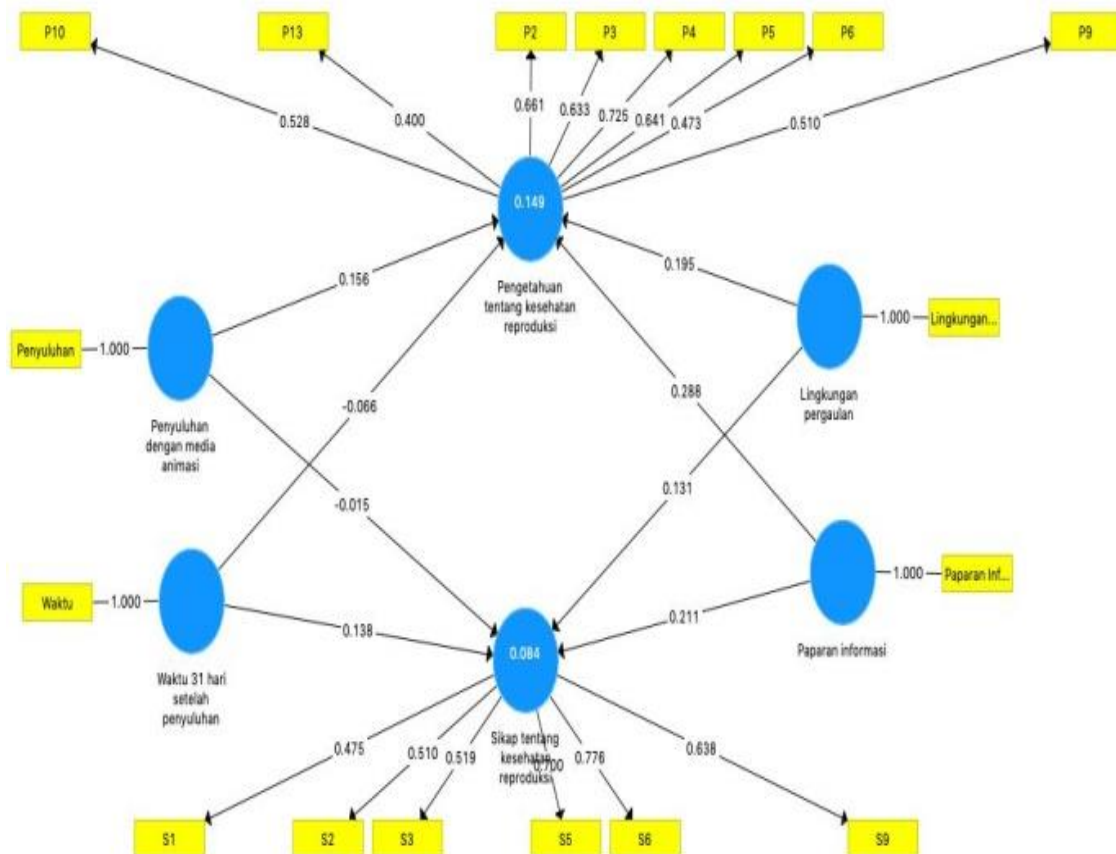 P10
P13
P2
P3
P4
P5
P6
P9
0.528
0.400
0.661
0.633
0.725
0.641
0.473
0.510
0.149
Pengetahuan
tentang kesehatan
reproduksi
0.156
0.195
Penyuluhan
1.000
Penyuluhan
dengan media
animasi
1.000
Lingkungan...
Lingkungan
pergaulan
-0.066
0.288
-0.015
0.131
Waktu
1.000
Waktu 31 hari
setelah
penyuluhan
1.000
Paparan Inf...
Paparan informasi
0.138
0.211
0.084
Sikap tentang
kesehatan
reproduksi
0.475
0.510
0.519
0.700
0.776
0.638
S1
S2
S3
S5
S6
S9